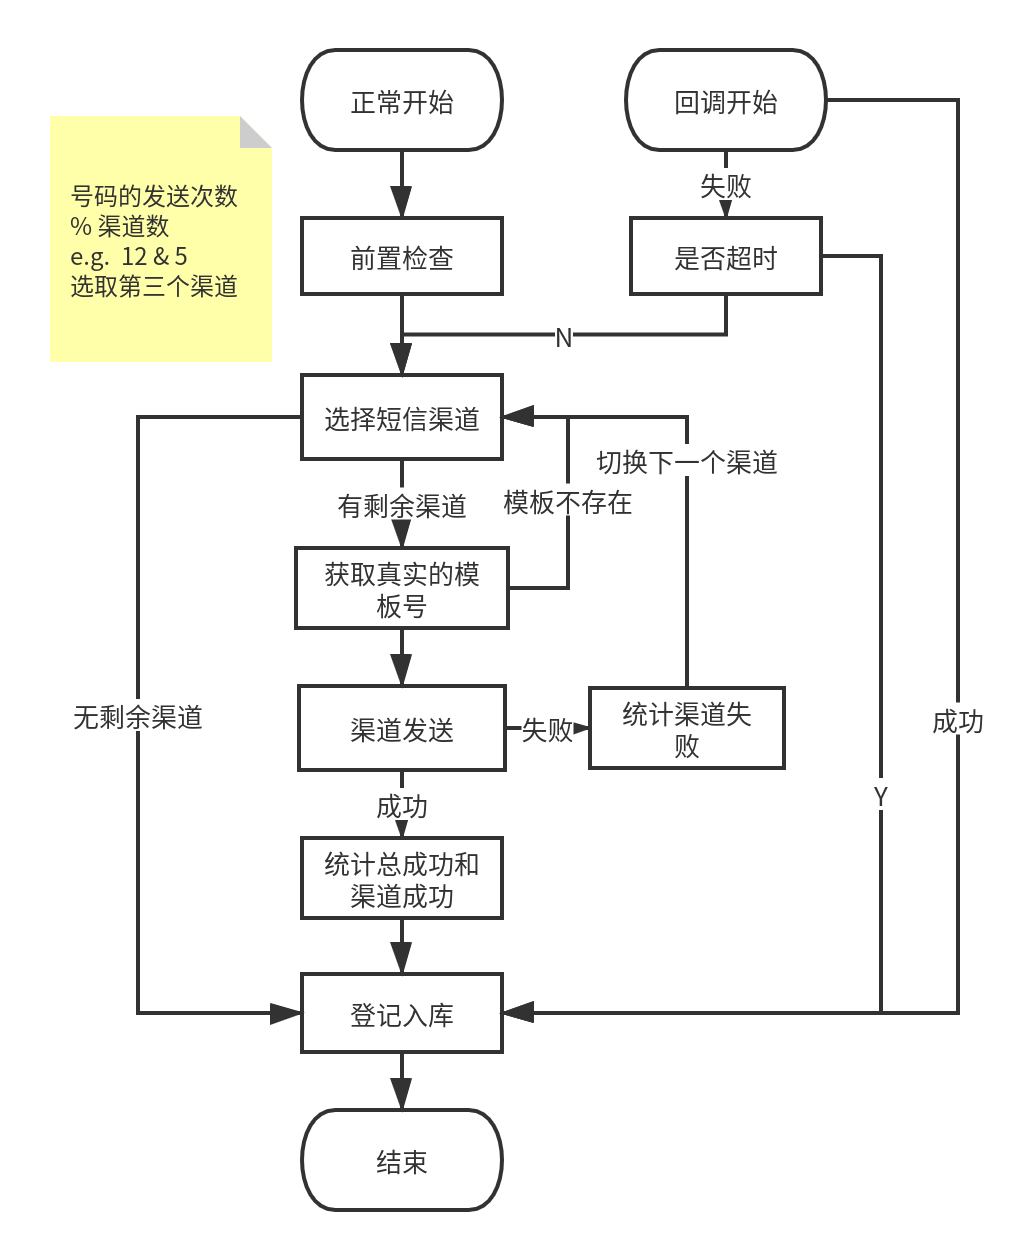 正常开始
回调开始
号码的发送次数
% 渠道数
e.g.  12 & 5
选取第三个渠道
失败
前置检查
是否超时
N
选择短信渠道
切换下一个渠道
有剩余渠道
模板不存在
获取真实的模
板号
无剩余渠道
渠道发送
失败
统计渠道失
败
成功
Y
成功
统计总成功和
渠道成功
登记入库
结束